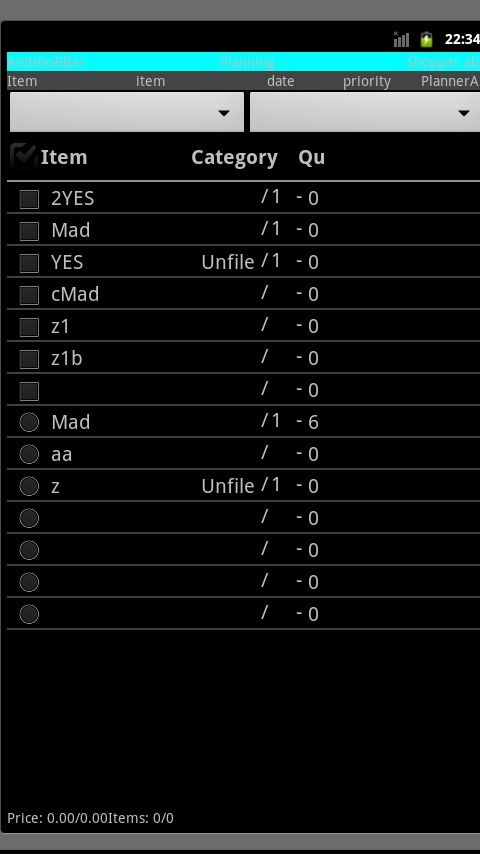 22:34
AndshoBBer Planning Shopper.ab
Item item date priority PlannerA
Item Category Qu
2YES /1 - 0
Mad /1 - 0
YES Unfile /1 - 0
cMad / - 0
z1 / - 0
z1b / - 0
/ - 0
Mad /1 - 6
aa / - 0
z Unfile /1 - 0
/ - 0
/ - 0
/ - 0
/ - 0
Price: 0.00/0.00Items: 0/0